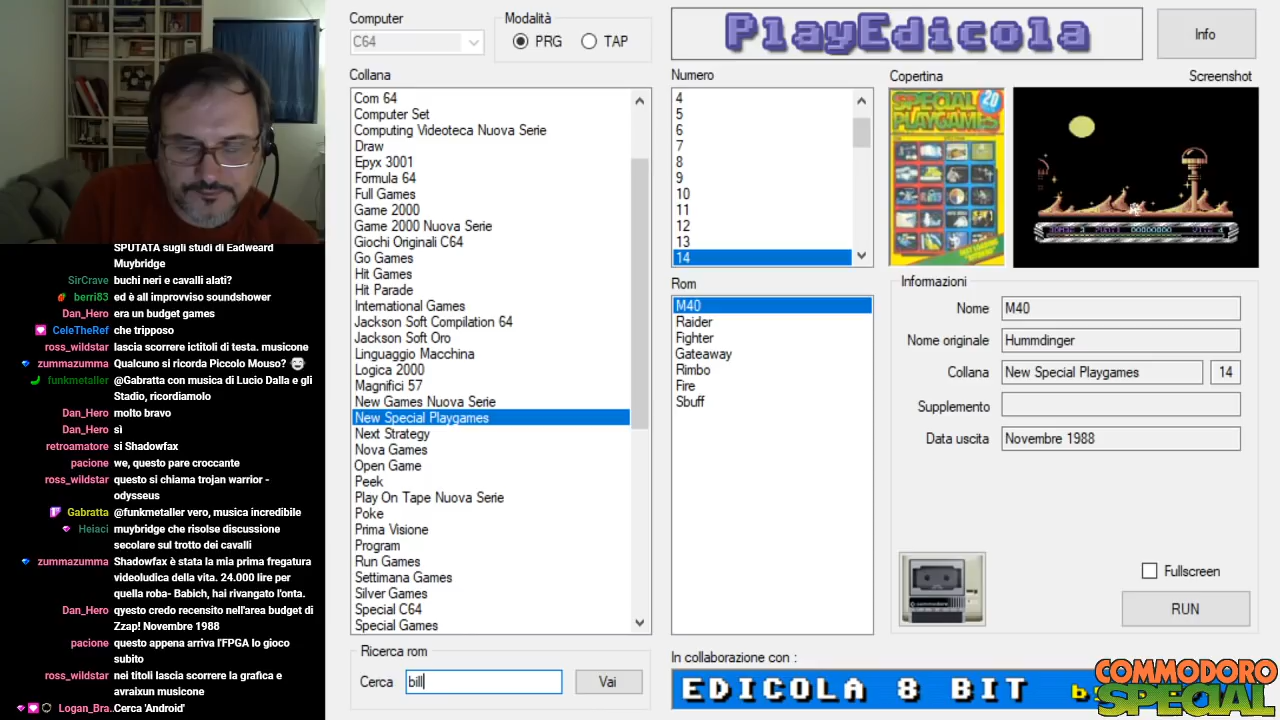 SPUTATA sugli studi di Eadweard
Muybridge
SirCrave buchi neri e cavalli alati?
berri83 ed è all improvviso soundshower
Dan_Hero era un budget games
CeleTheRef che tripposo
ross_wildstar lascia scorrere ictitoli di testa. musicone
zummazumma Qualcuno si ricorda Piccolo Mouso?
funkmetaller @Gabratta con musica di Lucio Dalla e gli
Stadio, ricordiamolo
Dan_Hero molto bravo
Dan_Hero sì
retroamatore si Shadowfax
pacione we, questo pare croccante
ross_wildstar questo si chiama trojan warrior -
odysseus
Gabratta @funkmetaller vero, musica incredibile
Heiaci muybridge che risolse discussione
secolare sul trotto dei cavalli
zummazumma Shadowfax è stata la mia prima fregatura
videoludica della vita. 24.000 lire per
quella roba- Babich, hai rivangato l'onta.
Dan_Hero qyesto credo recensito nell'area budget di
Zzap! Novembre 1988
pacione questo appena arriva l'FPGA lo gioco
subito
ross_wildstar nei titoli lascia scorrere la grafica e
avraixun musicone
Logan_Bra.. Cerca 'Android'
Computer
C64
Modalità
PRG TAP
Collana
Com 64
Computer Set
Computing Videoteca Nuova Serie
Draw
Epyx 3001
Formula 64
Full Games
Game 2000
Game 2000 Nuova Serie
Giochi Originali C64
Go Games
Hit Games
Hit Parade
International Games
Jackson Soft Compilation 64
Jackson Soft Oro
Linguaggio Macchina
Logica 2000
Magnifici 57
New Games Nuova Serie
New Special Playgames
Next Strategy
Nova Games
Open Game
Peek
Play On Tape Nuova Serie
Poke
Prima Visione
Program
Run Games
Settimana Games
Silver Games
Special C64
Special Games
Ricerca rom
Cerca bill Vai
PlayEdicola
Info
Numero
4
5
6
7
8
9
10
11
12
13
14
Copertina
SPECIAL
PLAYGAMES
20
Screenshot
Rom
M40
Raider
Fighter
Gateaway
Rimbo
Fire
Sbuff
Informazioni
Nome M40
Nome originale Hummdinger
Collana New Special Playgames 14
Supplemento
Data uscita Novembre 1988
commodore
Fullscreen
RUN
In collaborazione con :
EDICOLA 8 BIT
COMMODORO
SPECIAL